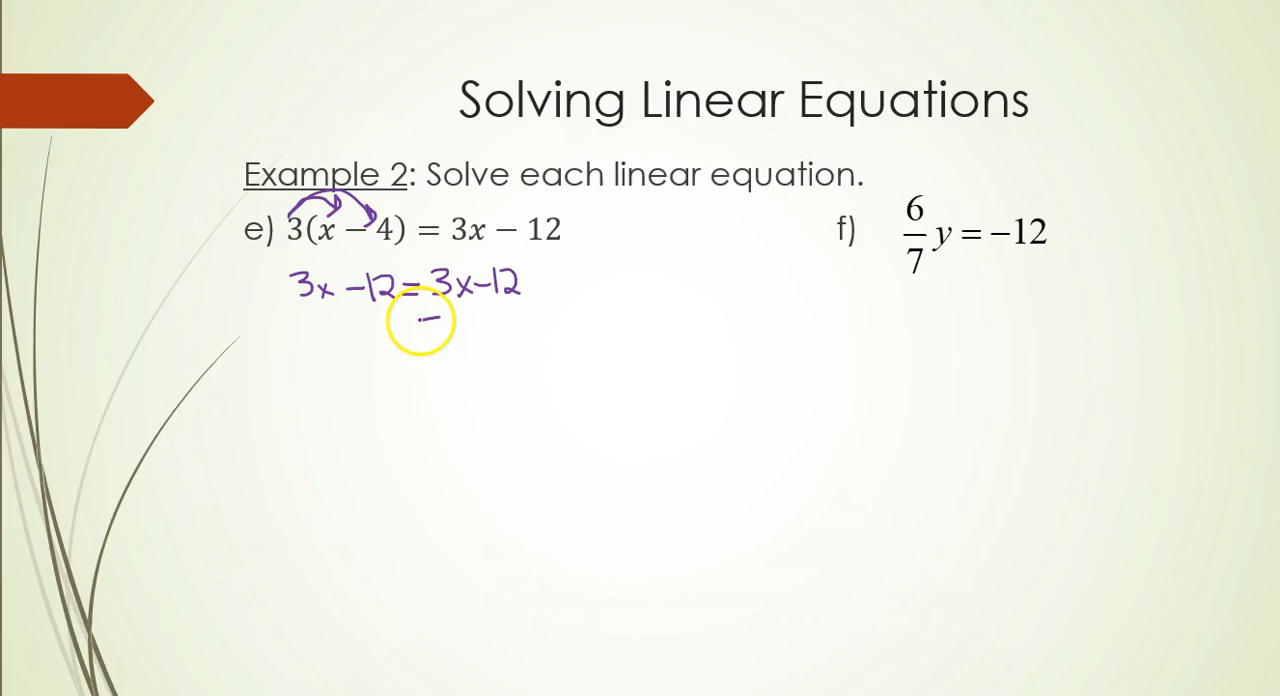 Solving Linear Equations
Example 2: Solve each linear equation.
e) 3(x − 4) = 3x − 12
f) 6/7 y = −12
3x −12 = 3x−12
−